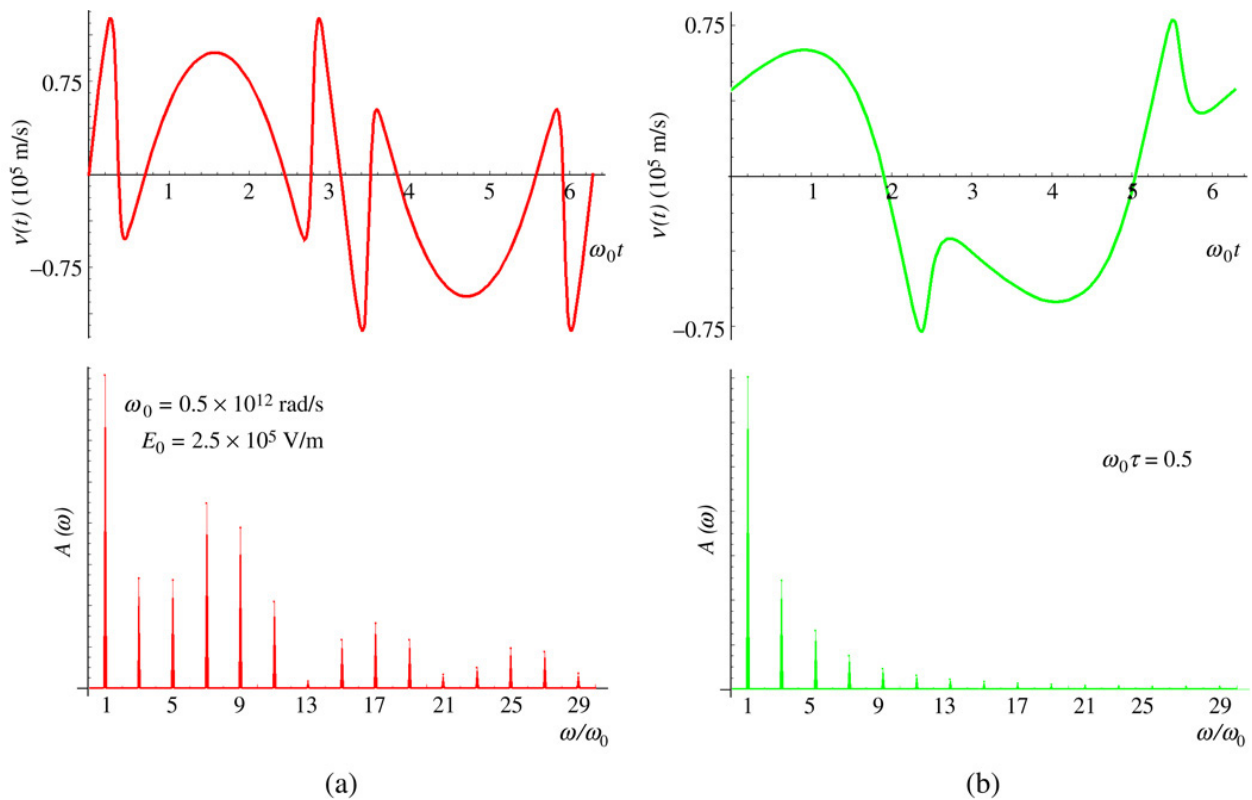 v(t) (10⁵ m/s)
0.75
−0.75
1 2 3 4 5 6
ω₀t
v(t) (10⁵ m/s)
0.75
−0.75
1 2 3 4 5 6
ω₀t
A (ω)
ω₀ = 0.5 × 10¹² rad/s
E₀ = 2.5 × 10⁵ V/m
1 5 9 13 17 21 25 29
ω/ω₀
A (ω)
ω₀τ = 0.5
1 5 9 13 17 21 25 29
ω/ω₀
(a)
(b)